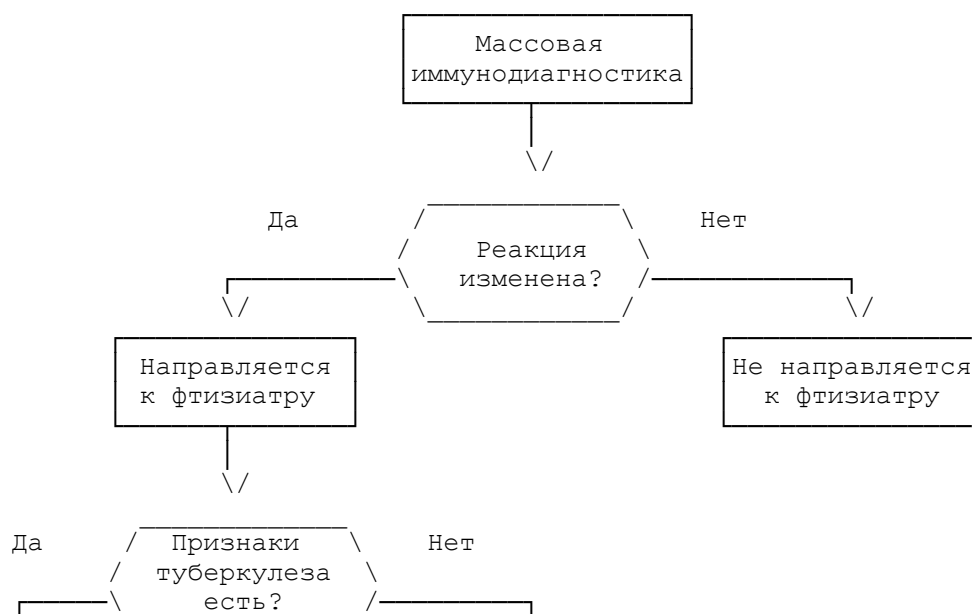 Массовая
иммунодиагностика
Да
Нет
Реакция
изменена?
Направляется
к фтизиатру
Не направляется
к фтизиатру
Да
Признаки
Нет
туберкулеза
есть?